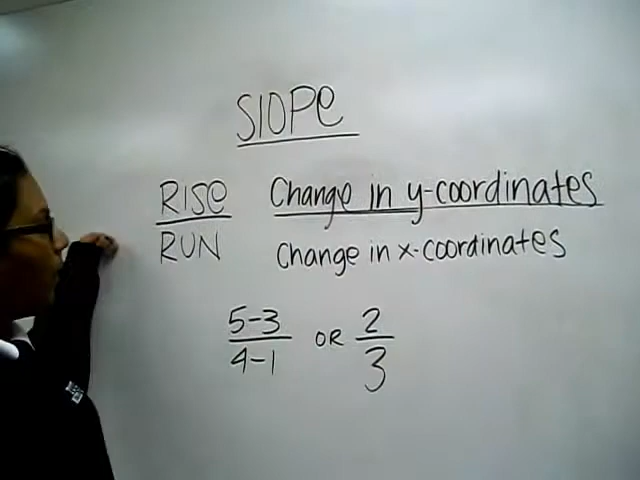 SlOPe
RISe Change in y-coordinates
RUN Change in x-coordinates
5-3 OR 2
4-1 3